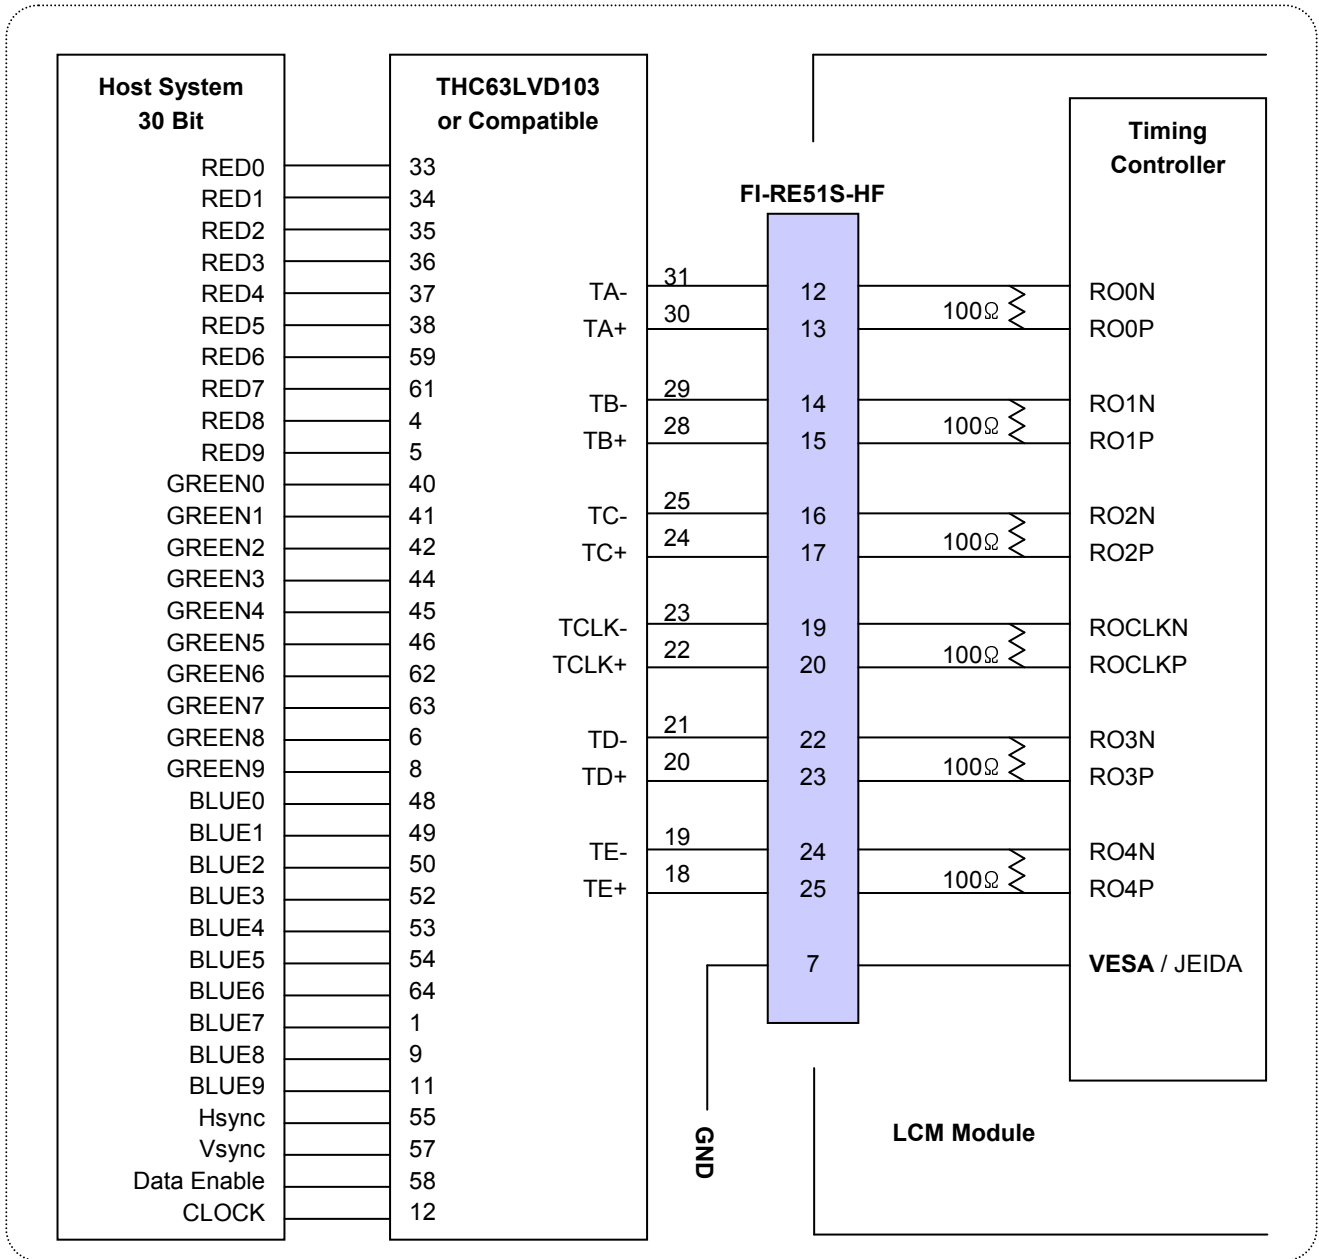 Host System
30 Bit
RED0
RED1
RED2
RED3
RED4
RED5
RED6
RED7
RED8
RED9
GREEN0
GREEN1
GREEN2
GREEN3
GREEN4
GREEN5
GREEN6
GREEN7
GREEN8
GREEN9
BLUE0
BLUE1
BLUE2
BLUE3
BLUE4
BLUE5
BLUE6
BLUE7
BLUE8
BLUE9
Hsync
Vsync
Data Enable
CLOCK
THC63LVD103
or Compatible
33
34
35
36
37
38
59
61
4
5
40
41
42
44
45
46
62
63
6
8
48
49
50
52
53
54
64
1
9
11
55
57
58
12
TA-
TA+
TB-
TB+
TC-
TC+
TCLK-
TCLK+
TD-
TD+
TE-
TE+
31
30
29
28
25
24
23
22
21
20
19
18
GND
FI-RE51S-HF
12
13
14
15
16
17
19
20
22
23
24
25
7
100Ω
100Ω
100Ω
100Ω
100Ω
100Ω
Timing
Controller
RO0N
RO0P
RO1N
RO1P
RO2N
RO2P
ROCLKN
ROCLKP
RO3N
RO3P
RO4N
RO4P
VESA / JEIDA
LCM Module